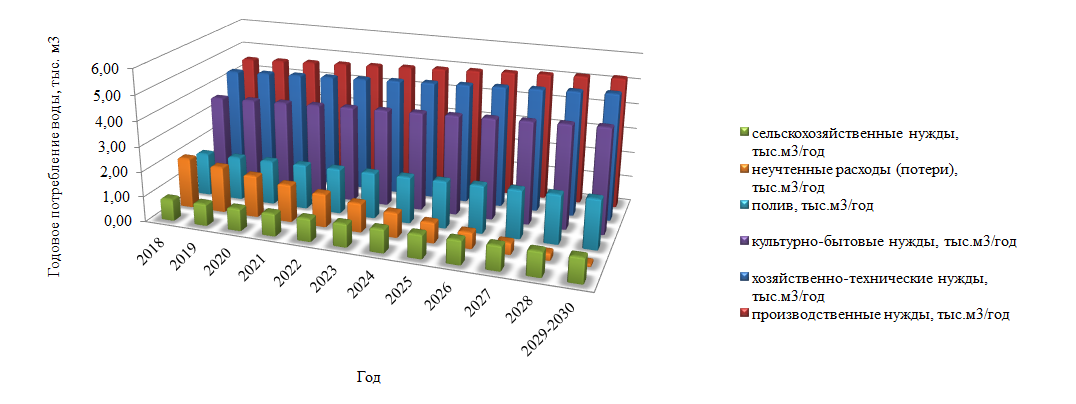 Годовое потребление воды, тыс. м3
6,00
5,00
4,00
3,00
2,00
1,00
0,00
2018
2019
2020
2021
2022
2023
2024
2025
2026
2027
2028
2029-2030
Год
сельскохозяйственные нужды,
тыс.м3/год
неучтенные расходы (потери),
тыс.м3/год
полив, тыс.м3/год
культурно-бытовые нужды, тыс.м3/год
хозяйственно-технические нужды,
тыс.м3/год
производственные нужды, тыс.м3/год